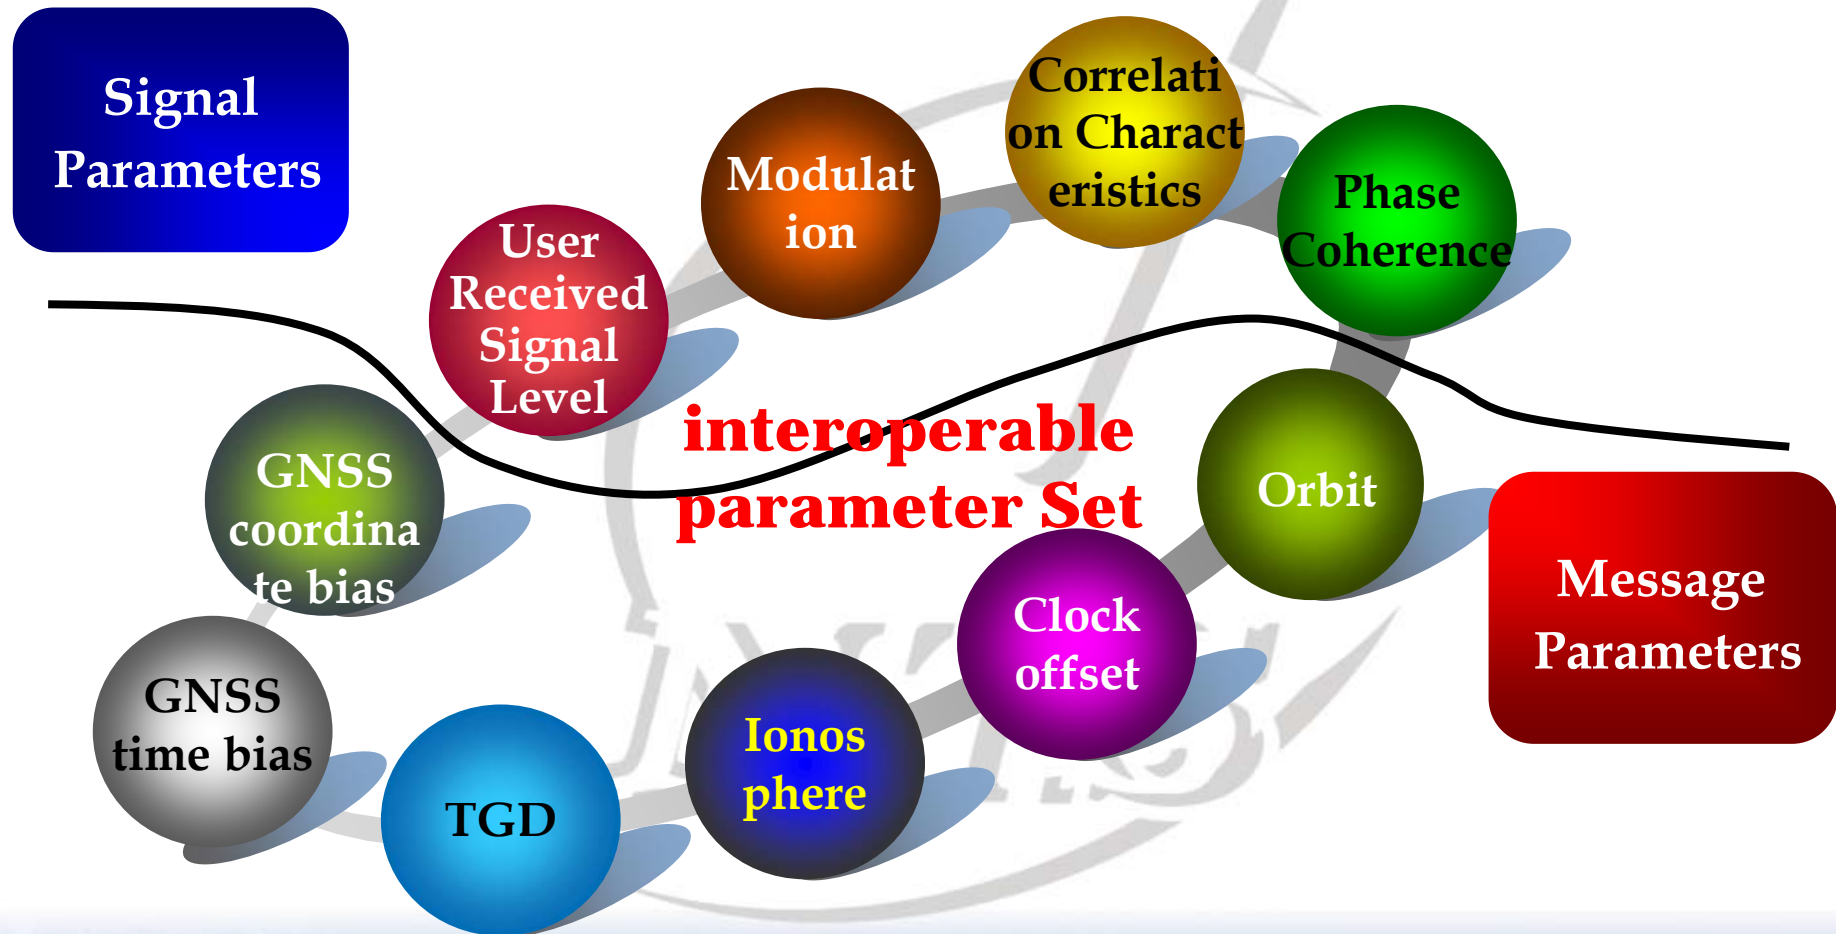 Signal
Parameters
Correlati
on Charact
eristics
Modulat
ion
Phase
Coherence
User
Received
Signal
Level
interoperable
parameter Set
GNSS
coordina
te bias
Orbit
Message
Parameters
Clock
offset
GNSS
time bias
Ionos
phere
TGD
NTSC